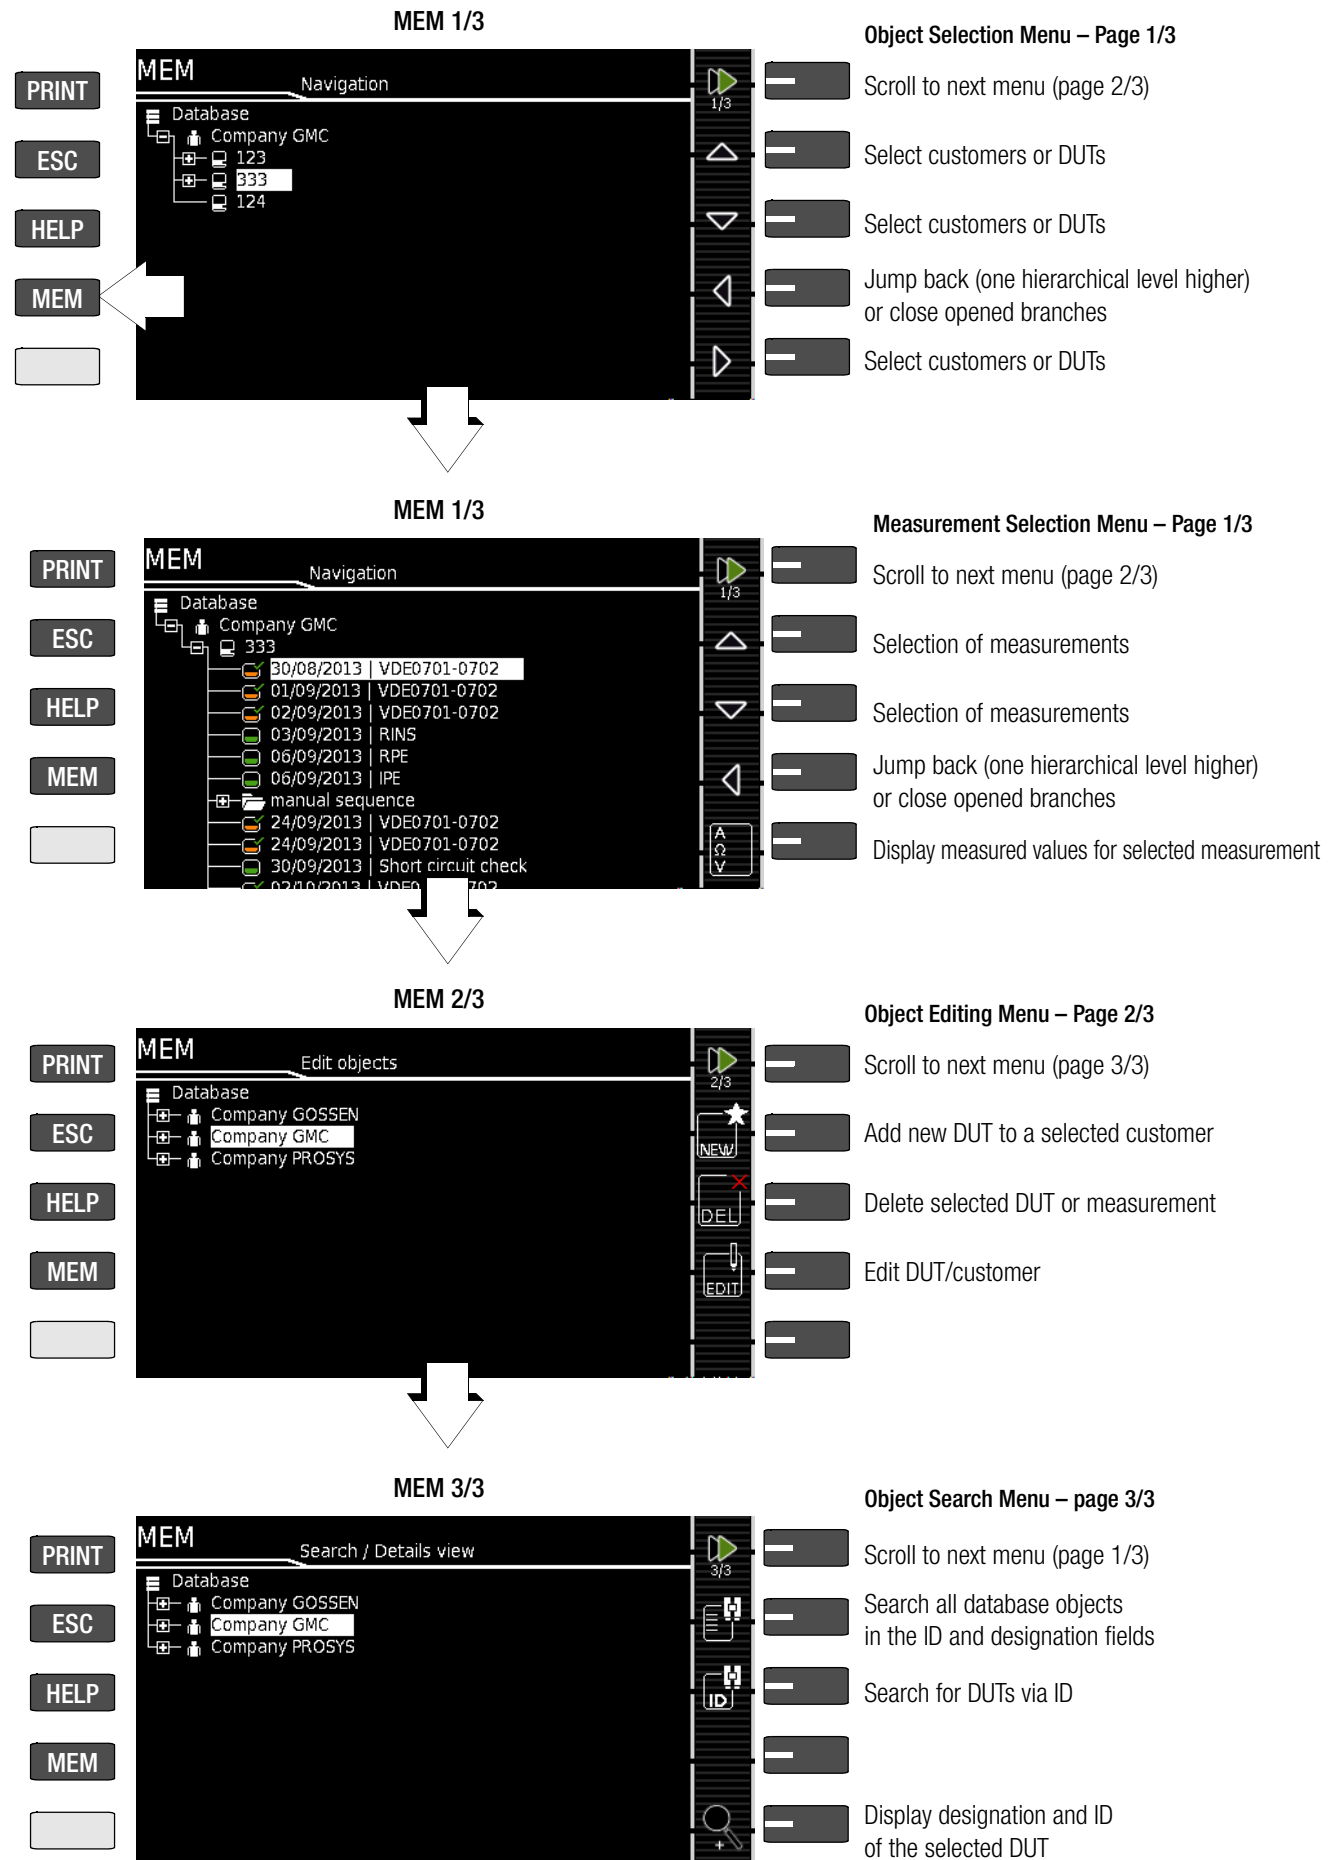 MEM 1/3
Object Selection Menu – Page 1/3
MEM
Navigation
PRINT
1/3
Scroll to next menu (page 2/3)
Database
Company GMC
ESC
123
Select customers or DUTs
333
124
HELP
Select customers or DUTs
MEM
Jump back (one hierarchical level higher)
or close opened branches
Select customers or DUTs
MEM 1/3
Measurement Selection Menu – Page 1/3
MEM
Navigation
PRINT
1/3
Scroll to next menu (page 2/3)
Database
Company GMC
ESC
333
Selection of measurements
30/08/2013 | VDE0701-0702
01/09/2013 | VDE0701-0702
HELP
02/09/2013 | VDE0701-0702
Selection of measurements
03/09/2013 | RINS
06/09/2013 | RPE
MEM
06/09/2013 | IPE
Jump back (one hierarchical level higher)
or close opened branches
manual sequence
24/09/2013 | VDE0701-0702
24/09/2013 | VDE0701-0702
A
Ω
V
Display measured values for selected measurement
30/09/2013 | Short circuit check
02/10/2013 | VDE0 702
MEM 2/3
Object Editing Menu – Page 2/3
MEM
Edit objects
PRINT
2/3
Scroll to next menu (page 3/3)
Database
Company GOSSEN
ESC
Company GMC
NEW
Add new DUT to a selected customer
Company PROSYS
HELP
DEL
Delete selected DUT or measurement
MEM
EDIT
Edit DUT/customer
MEM 3/3
Object Search Menu – page 3/3
MEM
Search / Details view
PRINT
3/3
Scroll to next menu (page 1/3)
Database
Company GOSSEN
ESC
Company GMC
Search all database objects
in the ID and designation fields
Company PROSYS
HELP
ID
Search for DUTs via ID
MEM
+
Display designation and ID
of the selected DUT